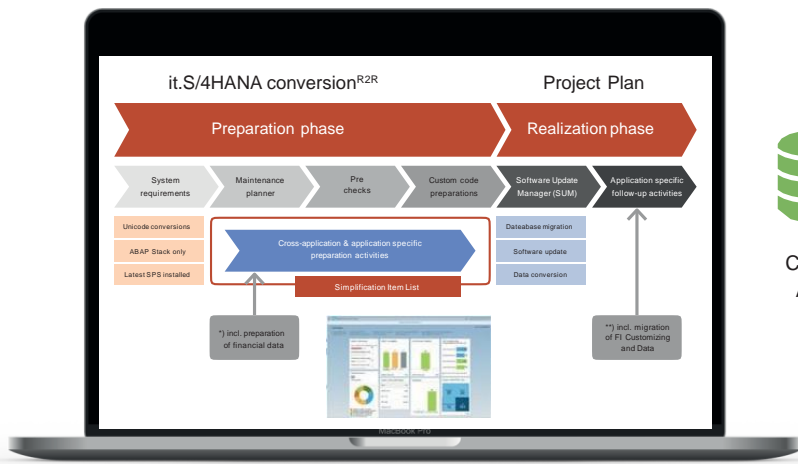 it.S/4HANA conversionR2R
Project Plan
Preparation phase
Realization phase
System
requirements
Maintenance
planner
Pre
checks
Custom code
preparations
Software Update
Manager (SUM)
Application specific
follow-up activities
Unicode conversions
ABAP Stack only
Latest SPS installed
Cross-application & application specific
preparation activities
Simplification Item List
Dateabase migration
Software update
Data conversion
*) incl. preparation
of financial data
**) incl. migration
of FI Customizing
and Data
MacBook Pro
C
A